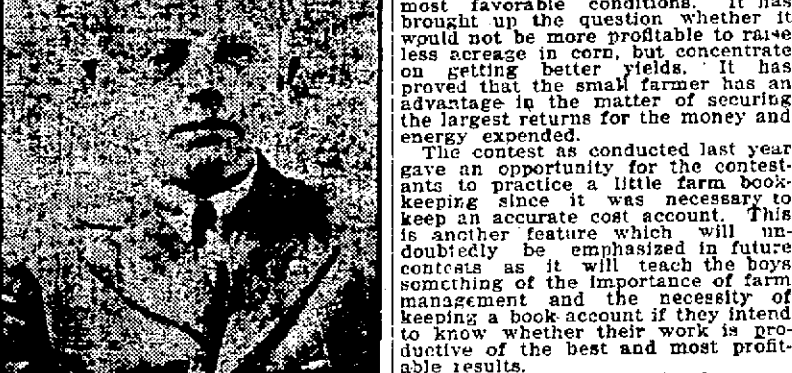 most favorable conditions. It has
brought up the question whether it
would not be more profitable to raise
less acreage in corn, but concentrate
on getting better yields. It has
proved that the small farmer has an
advantage in the matter of securing
the largest returns for the money and
energy expended.
The contest as conducted last year
gave an opportunity for the contest-
ants to practice a little farm book-
keeping since it was necessary to
keep an accurate cost account. This
is another feature which will un-
doubtedly be emphasized in future
contests as it will teach the boys
something of the importance of farm
management and the necessity of
keeping a book account if they intend
to know whether their work is pro-
ductive of the best and most profit-
able results.